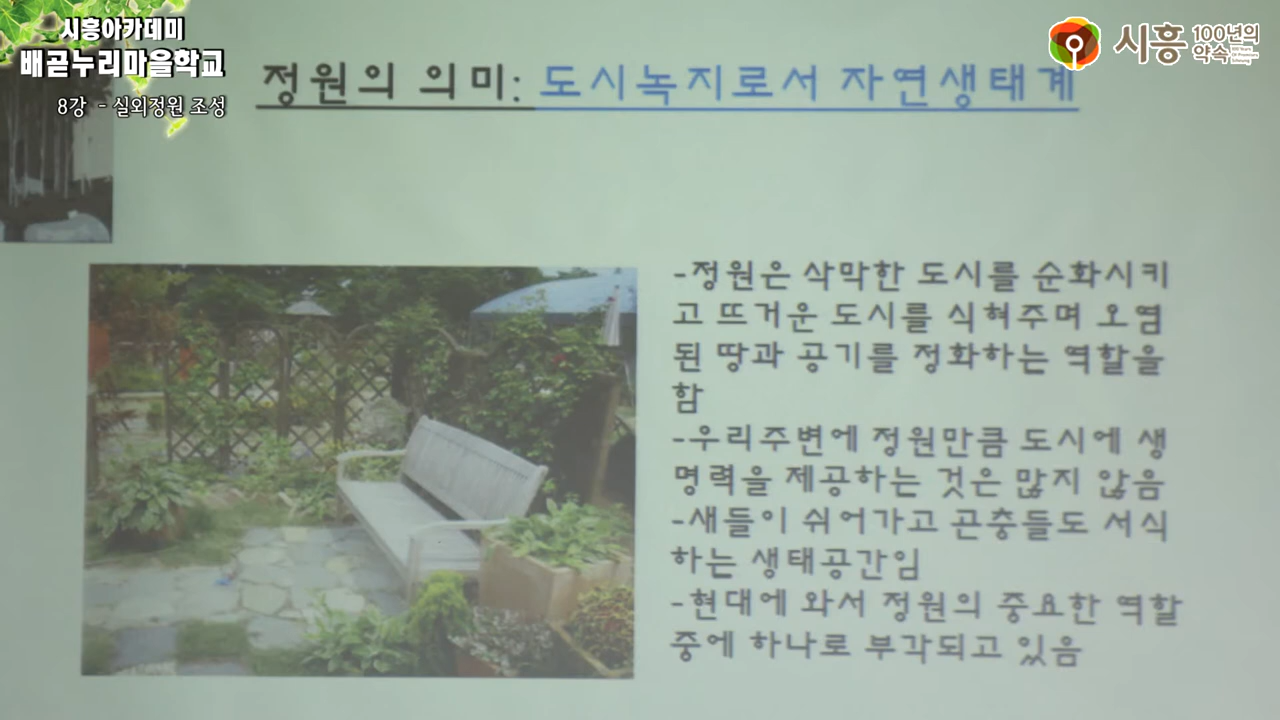 시흥아카데미
배곧누리마을학교
8강 - 실외정원 조성
시흥 100년의 약속
정원의 의미: 도시녹지로서 자연생태계
-정원은 삭막한 도시를 순화시키
고 뜨거운 도시를 식혀주며 오염
된 땅과 공기를 정화하는 역할을
함
-우리주변에 정원만큼 도시에 생
명력을 제공하는 것은 많지 않음
-새들이 쉬어가고 곤충들도 서식
하는 생태공간임
-현대에 와서 정원의 중요한 역할
중에 하나로 부각되고 있음